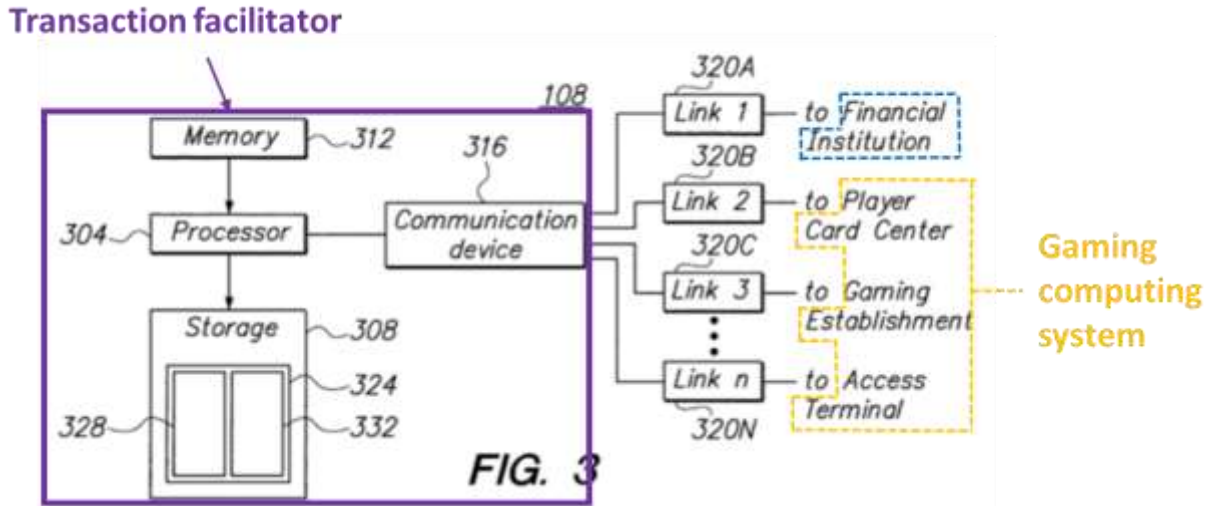 Transaction facilitator
108
Memory
312
316
304
Processor
Communication
device
Storage
308
324
328
332
FIG. 3
320A
Link 1
to Financial
Institution
320B
Link 2
to Player
Card Center
320C
Link 3
to Gaming
Establishment
Link n
to Access
Terminal
320N
Gaming
computing
system